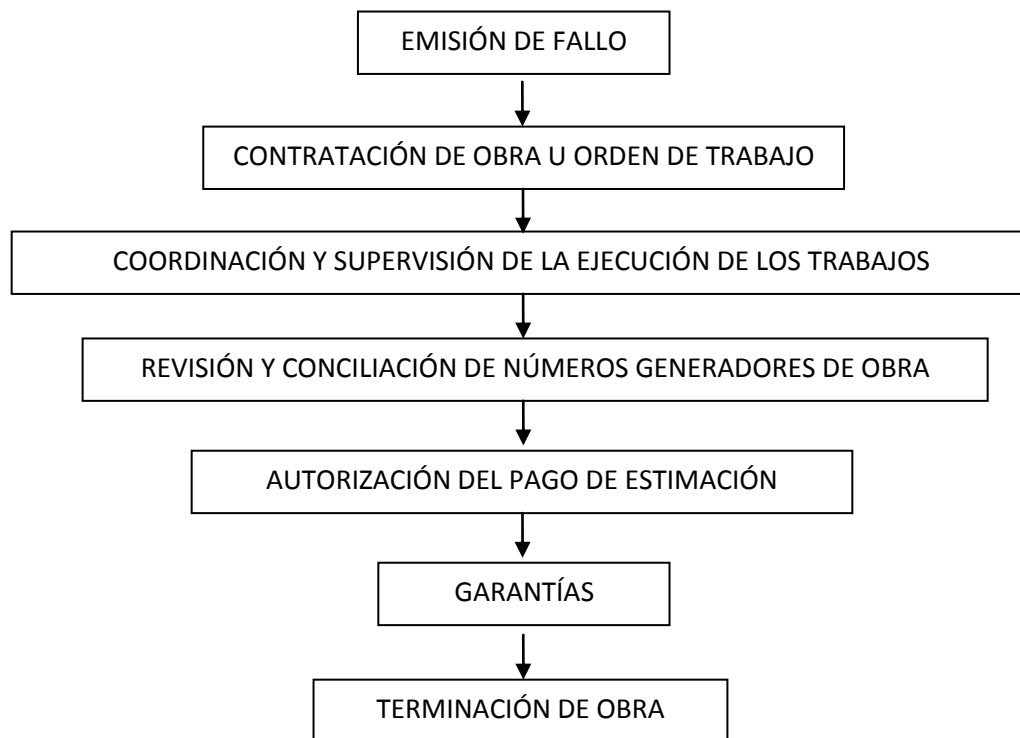 EMISIÓN DE FALLO
CONTRATACIÓN DE OBRA U ORDEN DE TRABAJO
COORDINACIÓN Y SUPERVISIÓN DE LA EJECUCIÓN DE LOS TRABAJOS
REVISIÓN Y CONCILIACIÓN DE NÚMEROS GENERADORES DE OBRA
AUTORIZACIÓN DEL PAGO DE ESTIMACIÓN
GARANTÍAS
TERMINACIÓN DE OBRA